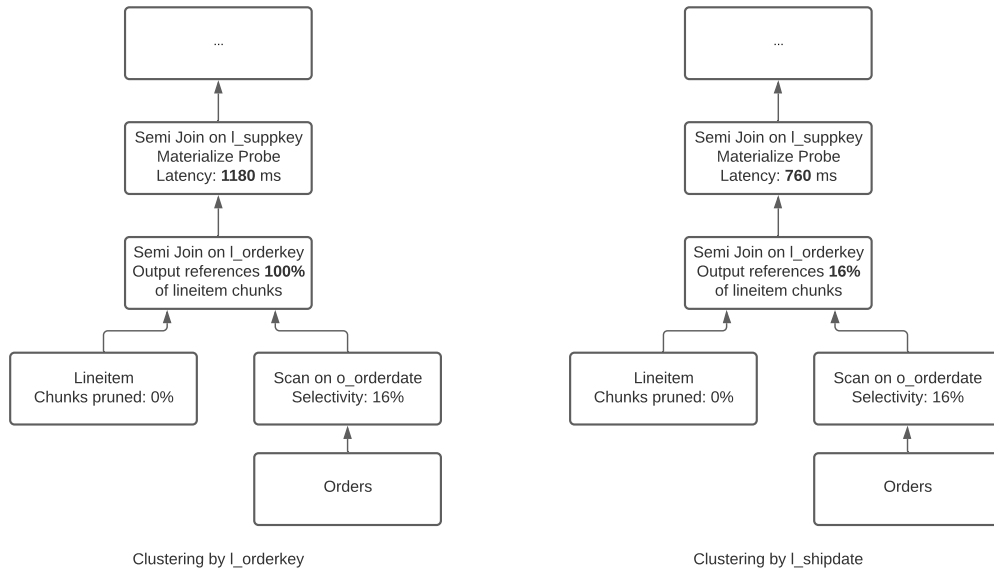 ...
Semi Join on l_suppkey
Materialize Probe
Latency: 1180 ms
Semi Join on l_orderkey
Output references 100%
of lineitem chunks
Lineitem
Chunks pruned: 0%
Scan on o_orderdate
Selectivity: 16%
Orders
Clustering by l_orderkey
...
Semi Join on l_suppkey
Materialize Probe
Latency: 760 ms
Semi Join on l_orderkey
Output references 16%
of lineitem chunks
Lineitem
Chunks pruned: 0%
Scan on o_orderdate
Selectivity: 16%
Orders
Clustering by l_shipdate